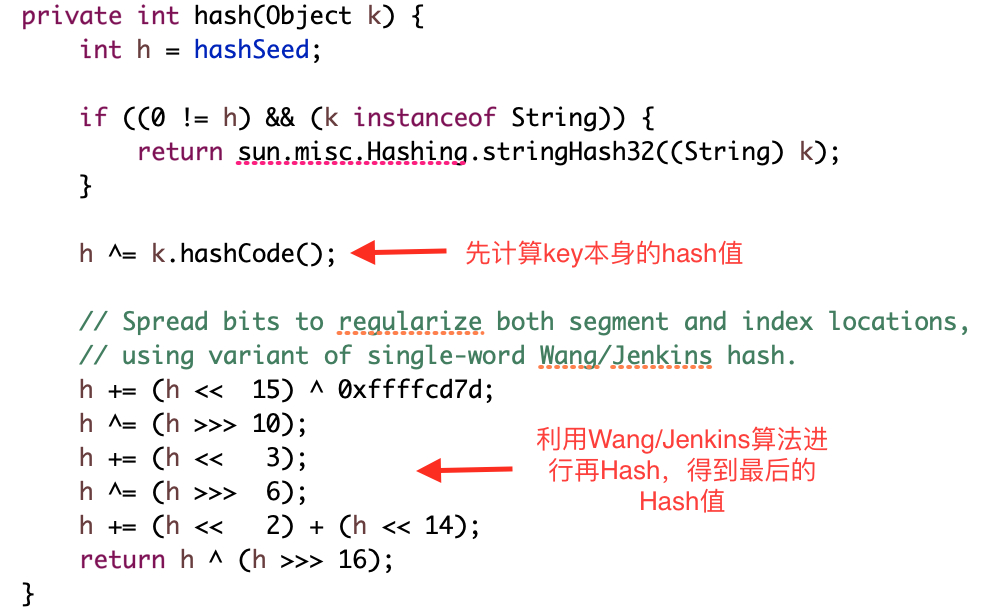 private int hash(Object k) {
    int h = hashSeed;
    if ((0 != h) && (k instanceof String)) {
        return sun.misc.Hashing.stringHash32((String) k);
    }
    h ^= k.hashCode();
先计算key本身的hash值
    // Spread bits to regularize both segment and index locations,
    // using variant of single-word Wang/Jenkins hash.
    h += (h <<  15) ^ 0xffffcd7d;
    h ^= (h >>> 10);
    h += (h <<   3);
    h ^= (h >>>  6);
    h += (h <<   2) + (h << 14);
    return h ^ (h >>> 16);
利用Wang/Jenkins算法进
行再Hash，得到最后的
Hash值
}